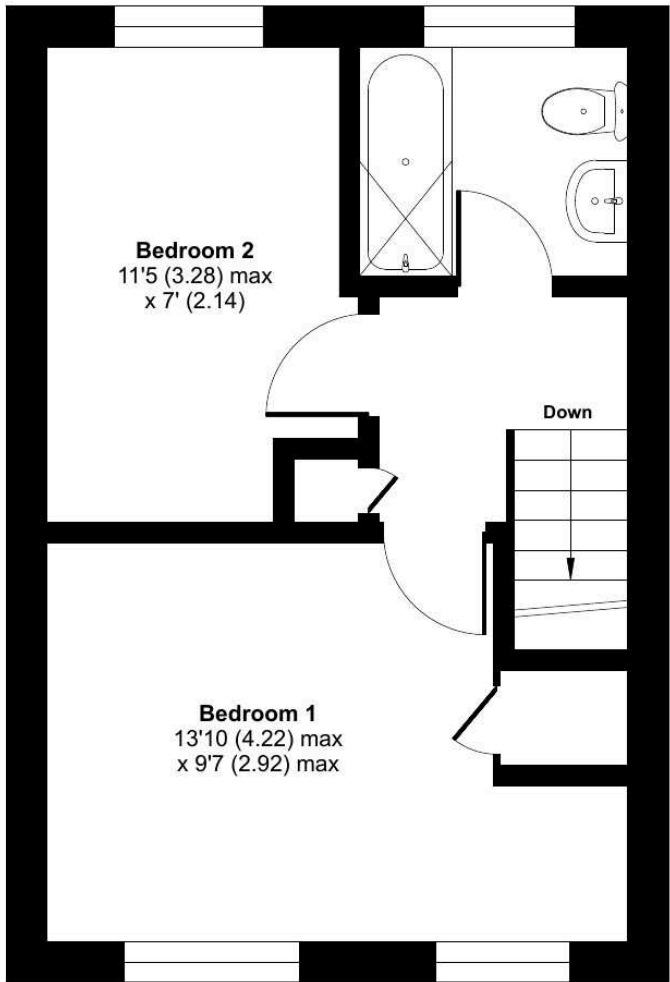 Bedroom 2
11'5 (3.28) max
x 7' (2.14)
Down
Bedroom 1
13'10 (4.22) max
x 9'7 (2.92) max